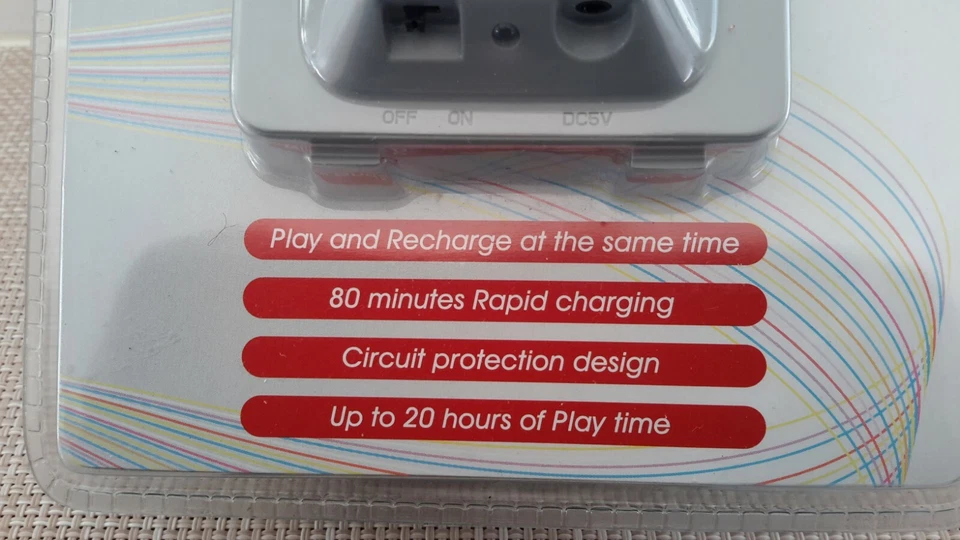 OFF ON DC5V
Play and Recharge at the same time
80 minutes Rapid charging
Circuit protection design
Up to 20 hours of Play time